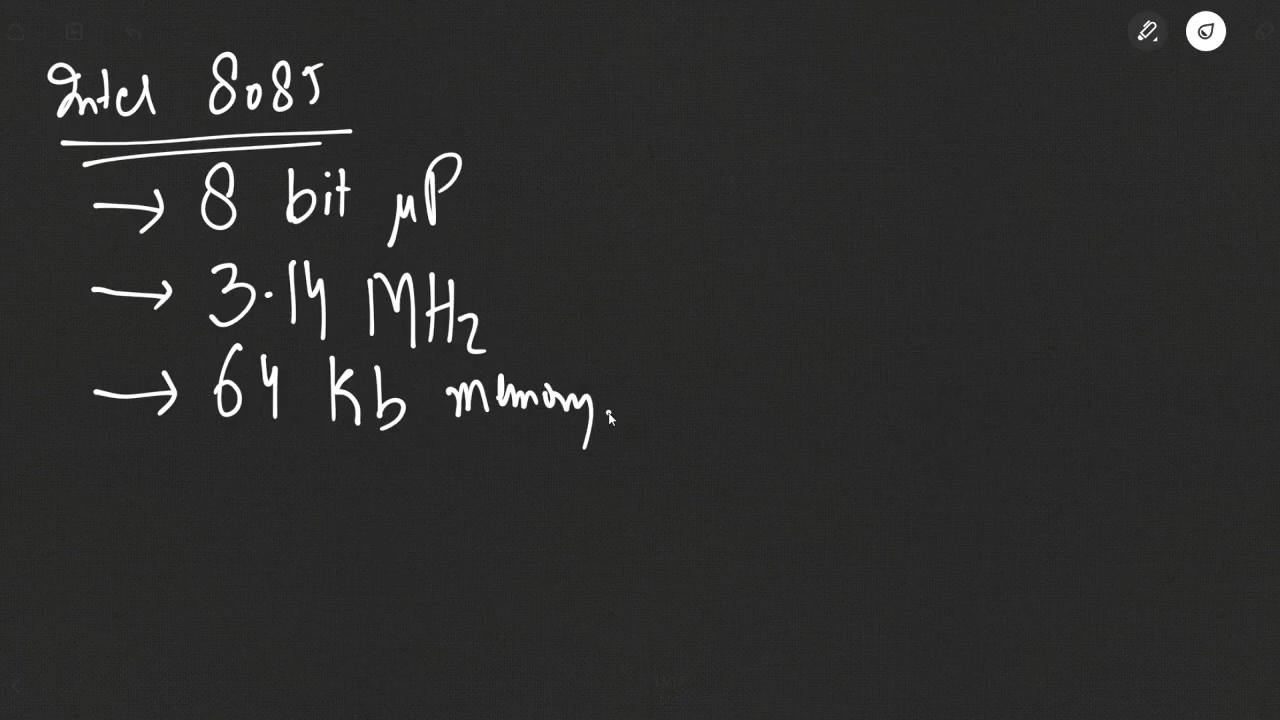 Intel 8085
→ 8 bit µP
→ 3.14 MHz
→ 64 Kb memory.